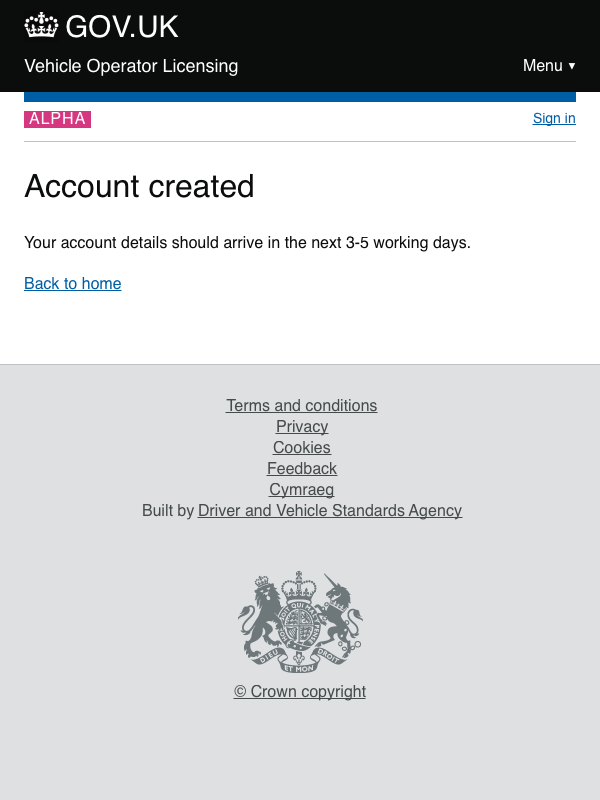 GOV.UK
Vehicle Operator Licensing
Menu ▼
ALPHA
Sign in
Account created
Your account details should arrive in the next 3-5 working days.
Back to home
Terms and conditions
Privacy
Cookies
Feedback
Cymraeg
Built by Driver and Vehicle Standards Agency
DIEU ET MON DROIT
© Crown copyright